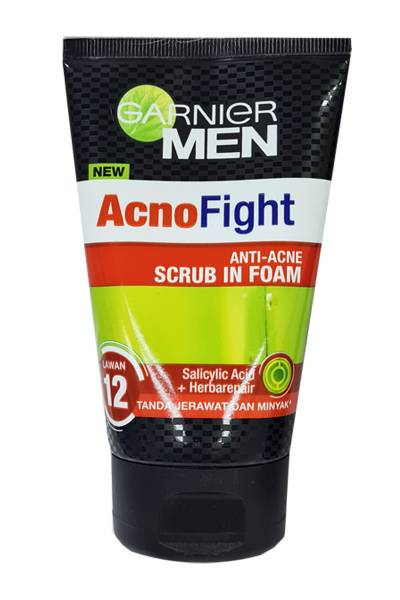 GARNIER
MEN
NEW
AcnoFight
ANTI-ACNE
SCRUB IN FOAM
Salicylic Acid
+ Herbarepair
LAWAN
12
TANDA JERAWAT DAN MINYAK*